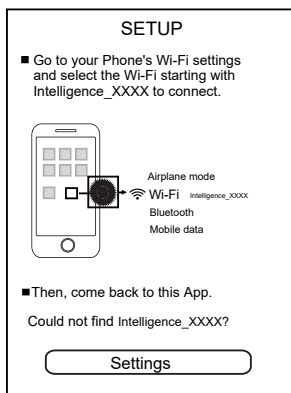 SETUP
■ Go to your Phone's Wi-Fi settings
and select the Wi-Fi starting with
Intelligence_XXXX to connect.
Airplane mode
Wi-Fi Intelligence_XXXX
Bluetooth
Mobile data
■Then, come back to this App.
Could not find Intelligence_XXXX?
Settings